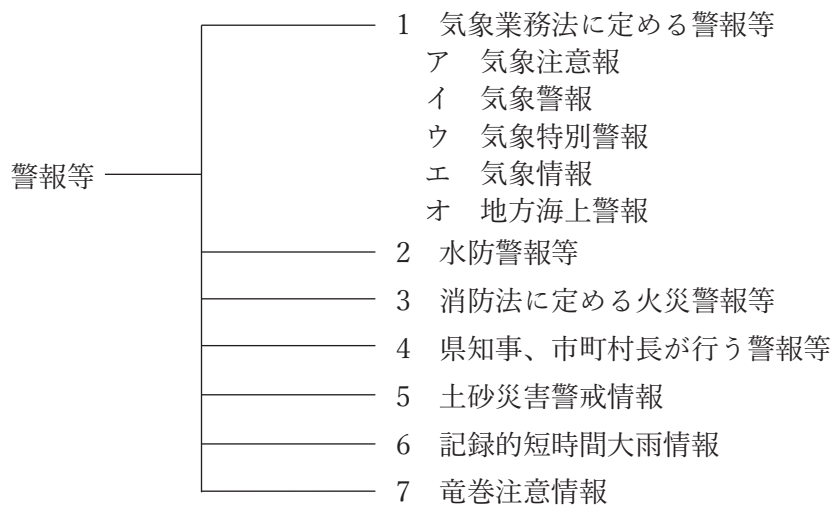 1 気象業務法に定める警報等
ア 気象注意報
イ 気象警報
ウ 気象特別警報
警報等
エ 気象情報
オ 地方海上警報
2 水防警報等
3 消防法に定める火災警報等
4 県知事、市町村長が行う警報等
5 土砂災害警戒情報
6 記録的短時間大雨情報
7 竜巻注意情報